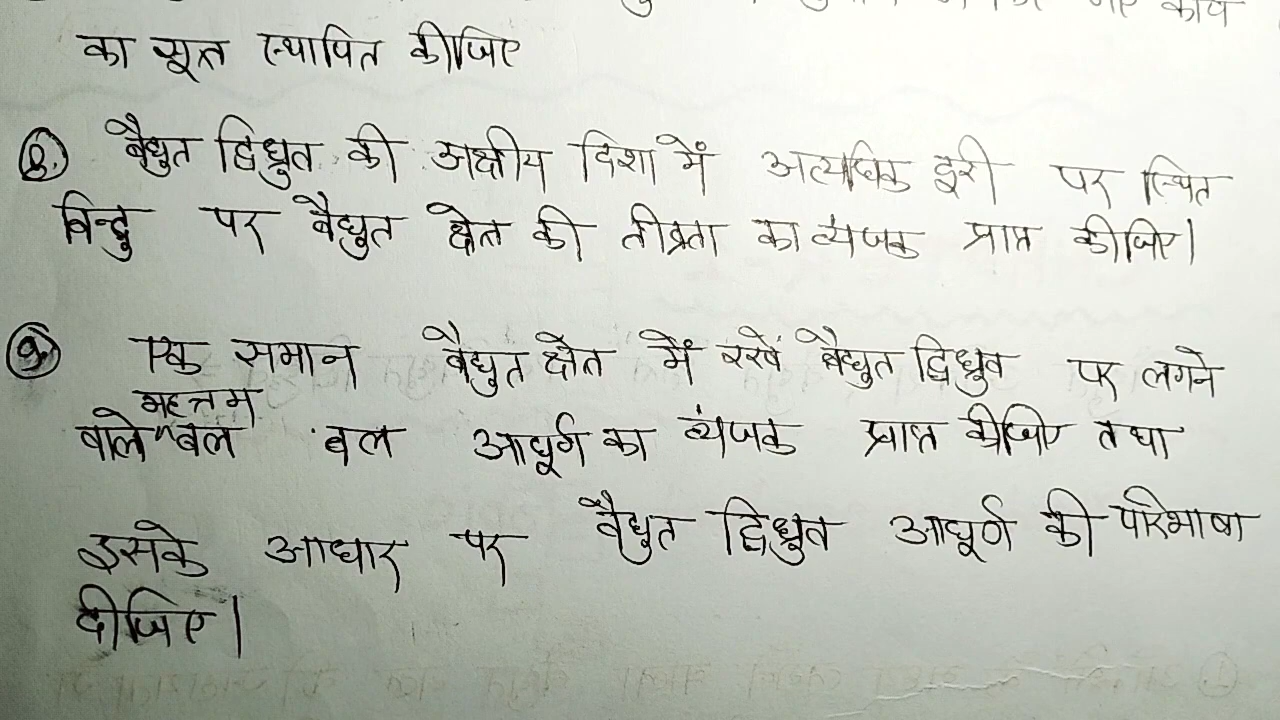 कार्य
का सूत्र स्थापित कीजिए
8. वैधुत द्विध्रुत की अक्षीय दिशा में अत्यधिक दूरी पर स्थित
बिन्दु पर वैधुत क्षेत की तीव्रता का व्यंजक प्राप्त कीजिए।
9. एक समान वैधुत क्षेत में रखें वैधुत द्विध्रुव पर लगने
महत्तम
वाले ^ बल बल आघूर्ण का व्यंजक प्राप्त कीजिए तथा
इसके आधार पर वैधुत द्विध्रुव आघूर्ण की परिभाषा
दीजिए।